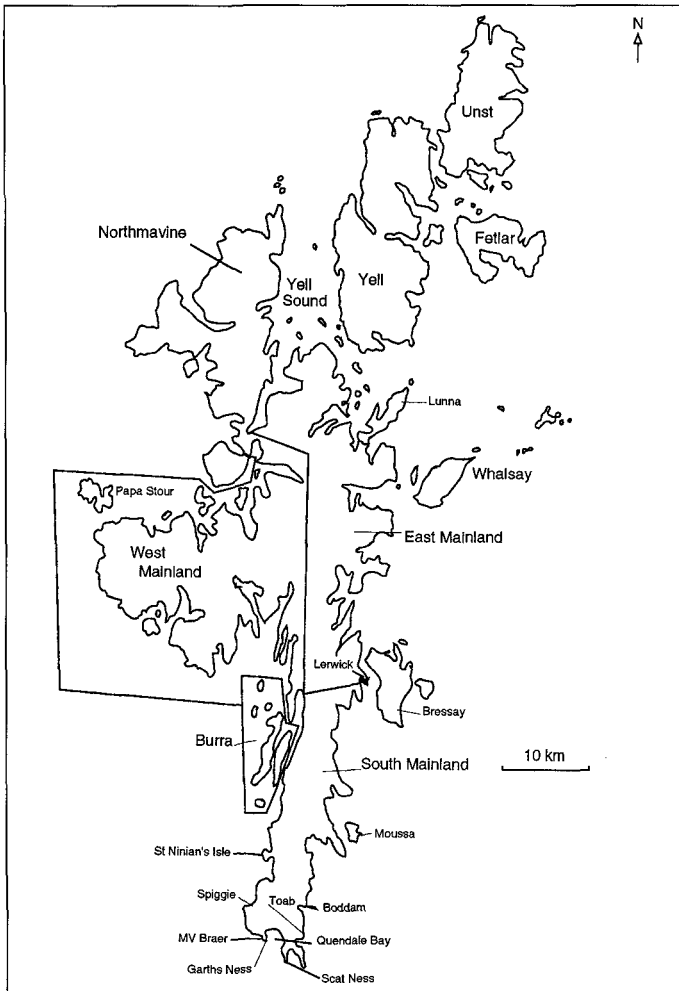 N
Unst
Northmavine
Fetlar
Yell
Sound
Yell
Lunna
Whalsay
Papa Stour
East Mainland
West
Mainland
Lerwick
Bressay
Burra
10 km
South Mainland
Moussa
St Ninian's Isle
Spiggie
Toab
Boddam
MV Braer
Quendale Bay
Garths Ness
Scat Ness